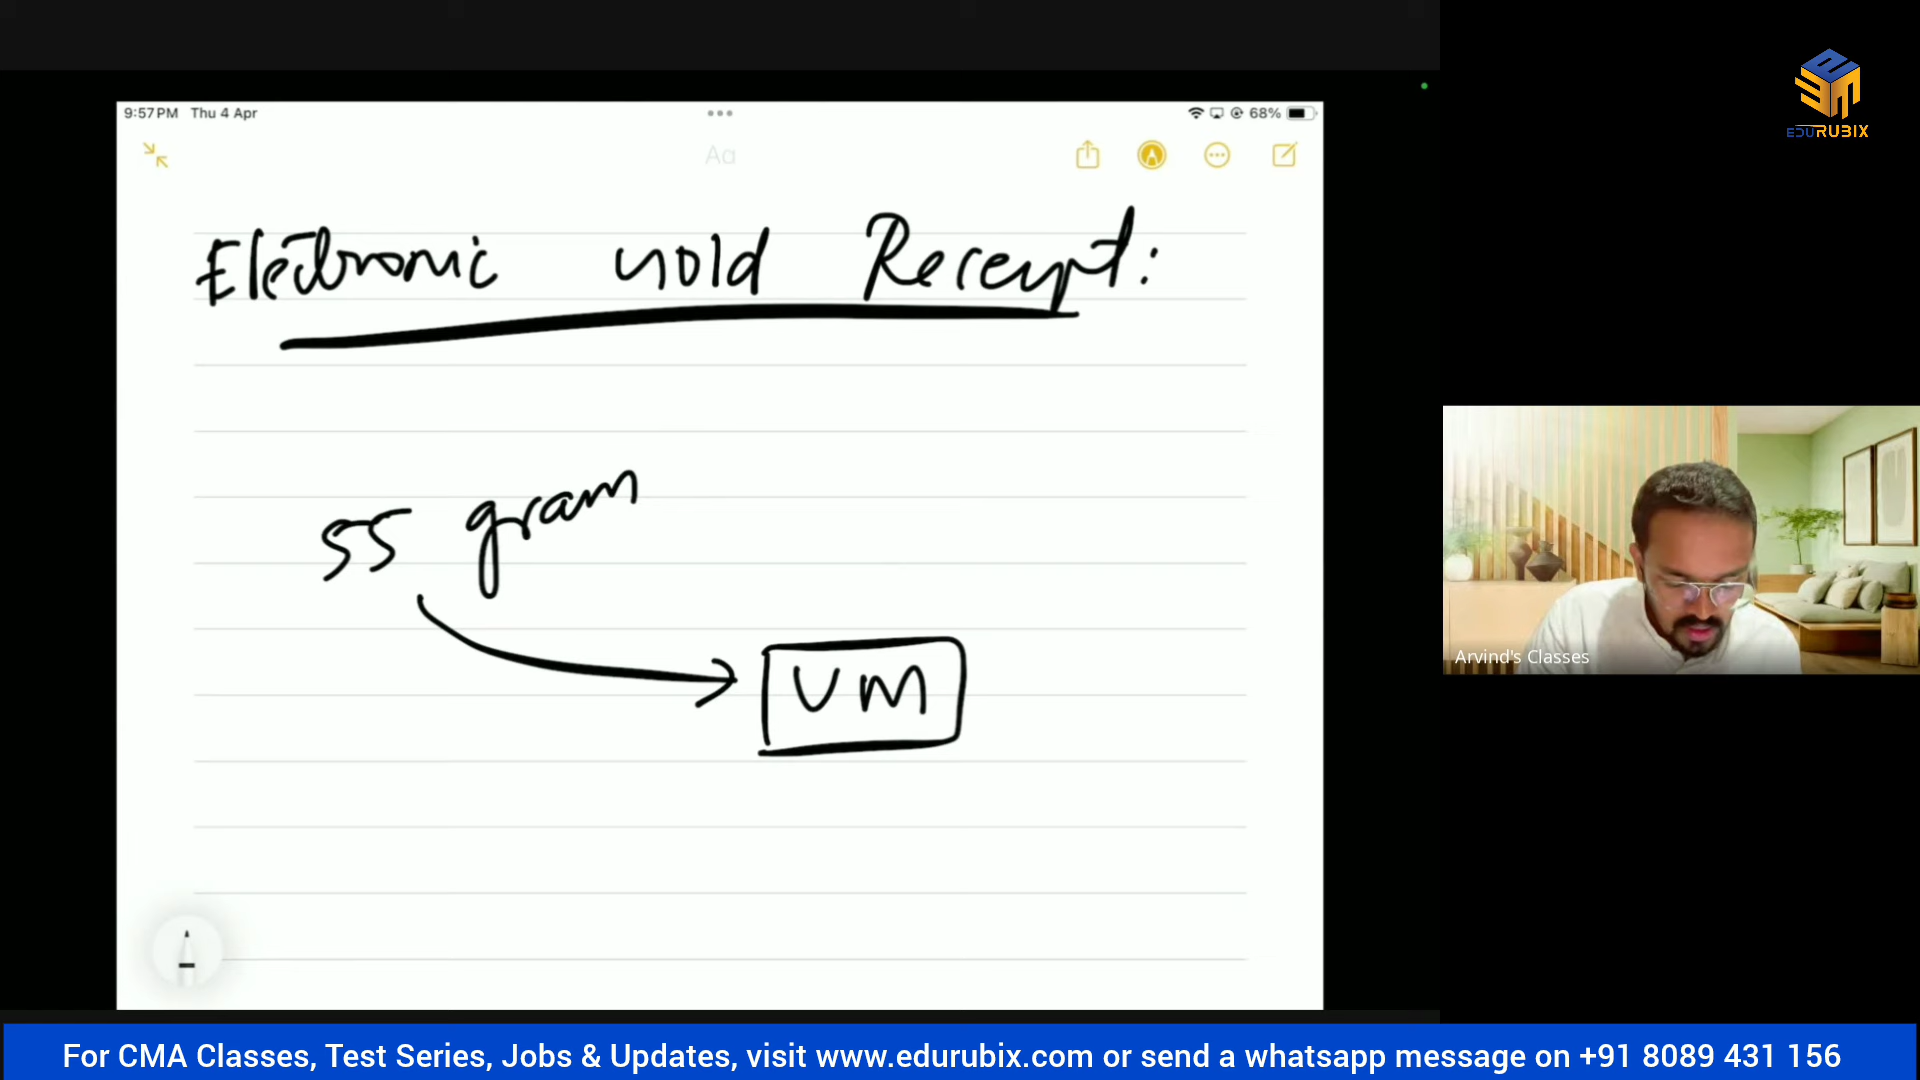 9:57 PM Thu 4 Apr
68%
Aa
EDURUBIX
Electronic Gold Receipt:
55 gram
VM
Arvind's Classes
For CMA Classes, Test Series, Jobs & Updates, visit www.edurubix.com or send a whatsapp message on +91 8089 431 156